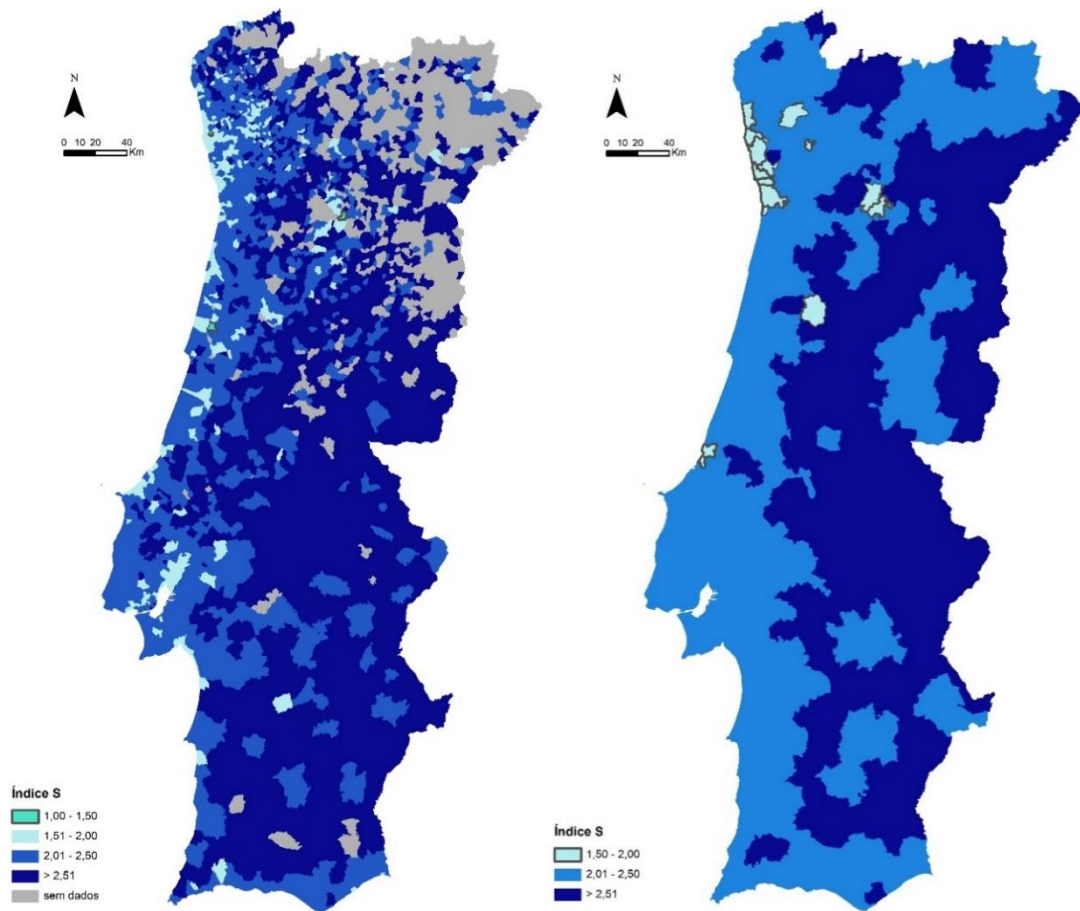 N
0 10 20 40
Km
Índice S
1,00 - 1,50
1,51 - 2,00
2,01 - 2,50
> 2,51
sem dados
N
0 10 20 40
Km
Índice S
1,50 - 2,00
2,01 - 2,50
> 2,51